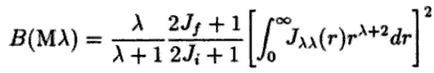 B(Mλ) = \frac{λ}{λ+1} \frac{2J_f+1}{2J_i+1} \left[ \int_0^∞ J_{λλ}(r) r^{λ+2} dr \right]^2